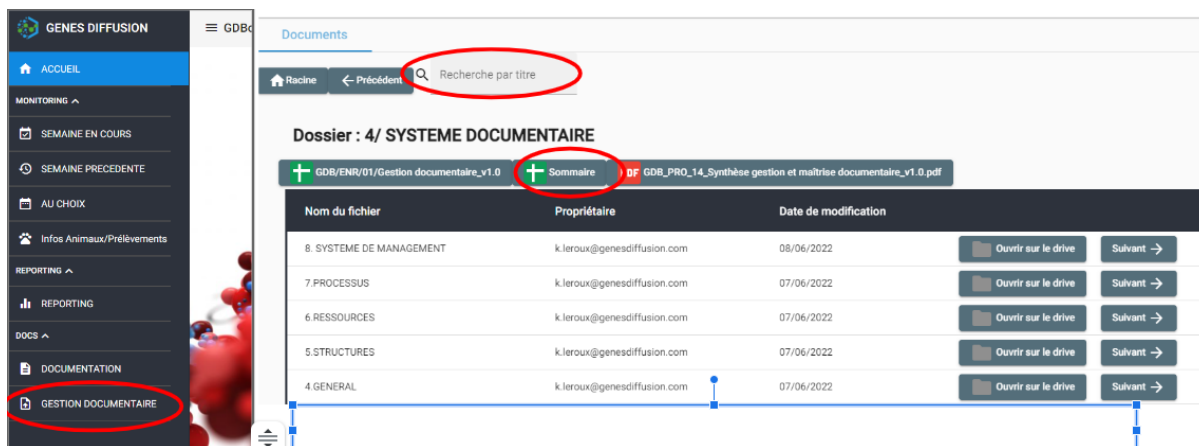 GENES DIFFUSION
ACCUEIL
MONITORING
SEMAINE EN COURS
SEMAINE PRECEDENTE
AU CHOIX
Infos Animaux/Prélèvements
REPORTING
REPORTING
DOCS
DOCUMENTATION
GESTION DOCUMENTAIRE
GDBo
Documents
Racine Précédent Recherche par titre
Dossier : 4/ SYSTEME DOCUMENTAIRE
GDB/ENR/01/Gestion documentaire_v1.0 Sommaire DF GDB_PRO_14_Synthèse gestion et maîtrise documentaire_v1.0.pdf
Nom du fichier Propriétaire Date de modification
8. SYSTEME DE MANAGEMENT k.leroux@genesdiffusion.com 08/06/2022 Ouvrir sur le drive Suivant
7.PROCESSUS k.leroux@genesdiffusion.com 07/06/2022 Ouvrir sur le drive Suivant
6.RESSOURCES k.leroux@genesdiffusion.com 07/06/2022 Ouvrir sur le drive Suivant
5.STRUCTURES k.leroux@genesdiffusion.com 07/06/2022 Ouvrir sur le drive Suivant
4.GENERAL k.leroux@genesdiffusion.com 07/06/2022 Ouvrir sur le drive Suivant